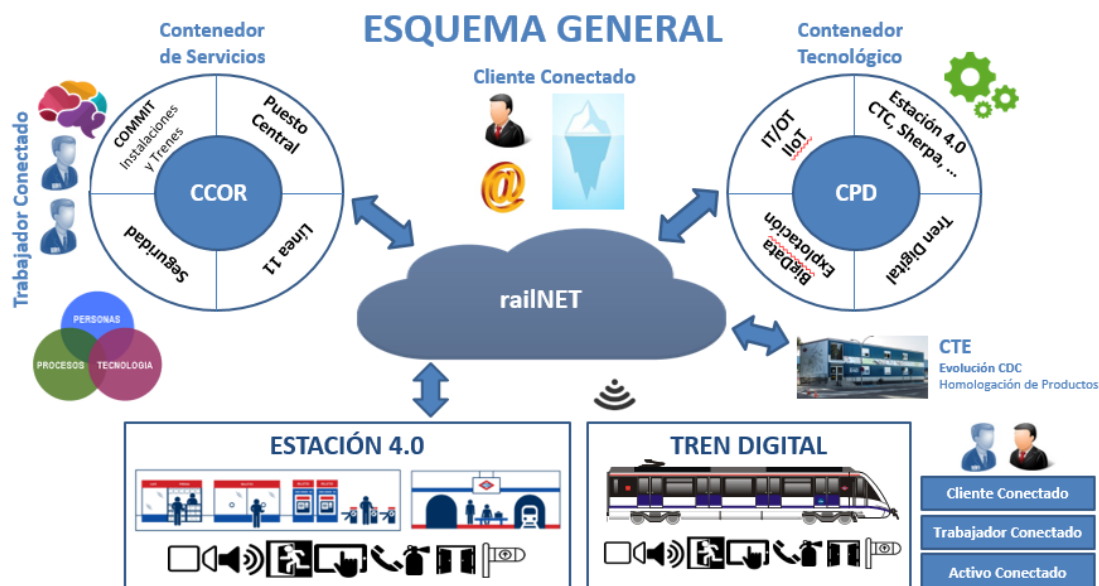 ESQUEMA GENERAL
Contenedor
de Servicios
Cliente Conectado
Contenedor
Tecnológico
Trabajador Conectado
COMMIT
Instalaciones
y Trenes
Puesto
Central
CCOR
Seguridad
Línea 11
@
IT/OT
IIoT
Estación 4.0
CTC, Sherpa, ...
CPD
BigData
Explotación
Tren Digital
railNET
PERSONAS
PROCESOS
TECNOLOGIA
CTE
Evolución CDC
Homologación de Productos
ESTACIÓN 4.0
TREN DIGITAL
Cliente Conectado
Trabajador Conectado
Activo Conectado